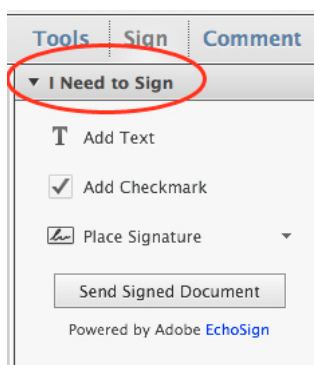 Tools Sign Comment
I Need to Sign
T Add Text
Add Checkmark
Place Signature
Send Signed Document
Powered by Adobe EchoSign